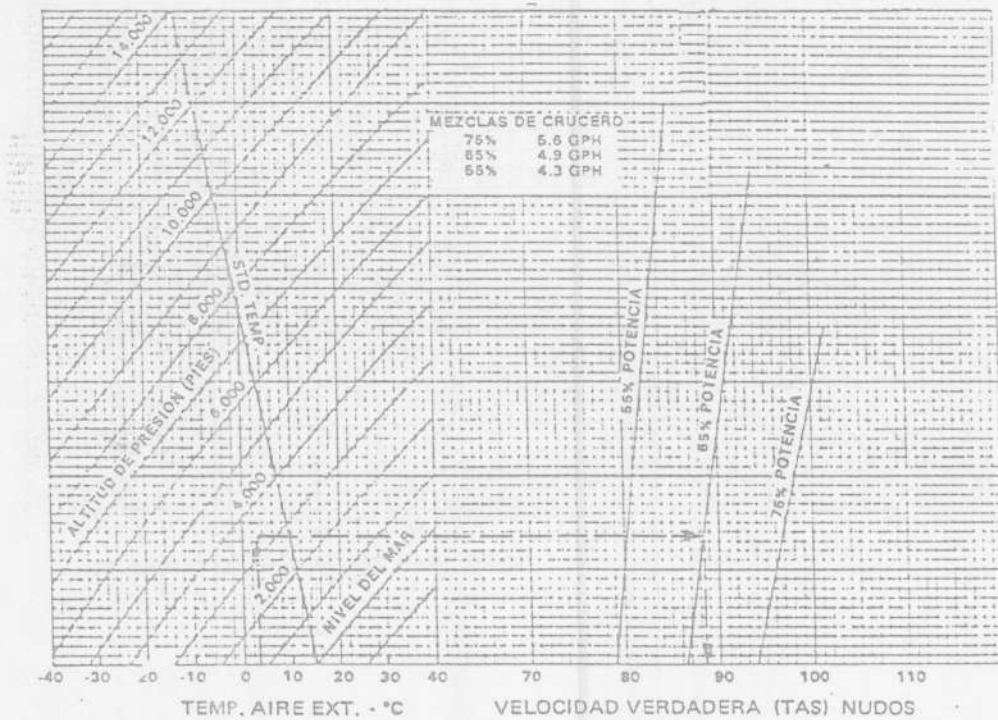 14.000
12.000
10.000
8.000
6.000
4.000
2.000
NIVEL DEL MAR
ALTITUD DE PRESION (PIES)
STD. TEMP.
MEZCLAS DE CRUCERO
75% 5.6 GPH
65% 4.9 GPH
55% 4.3 GPH
55% POTENCIA
65% POTENCIA
75% POTENCIA
-40 -30 -20 -10 0 10 20 30 40 70 80 90 100 110
TEMP. AIRE EXT. - °C
VELOCIDAD VERDADERA (TAS) NUDOS